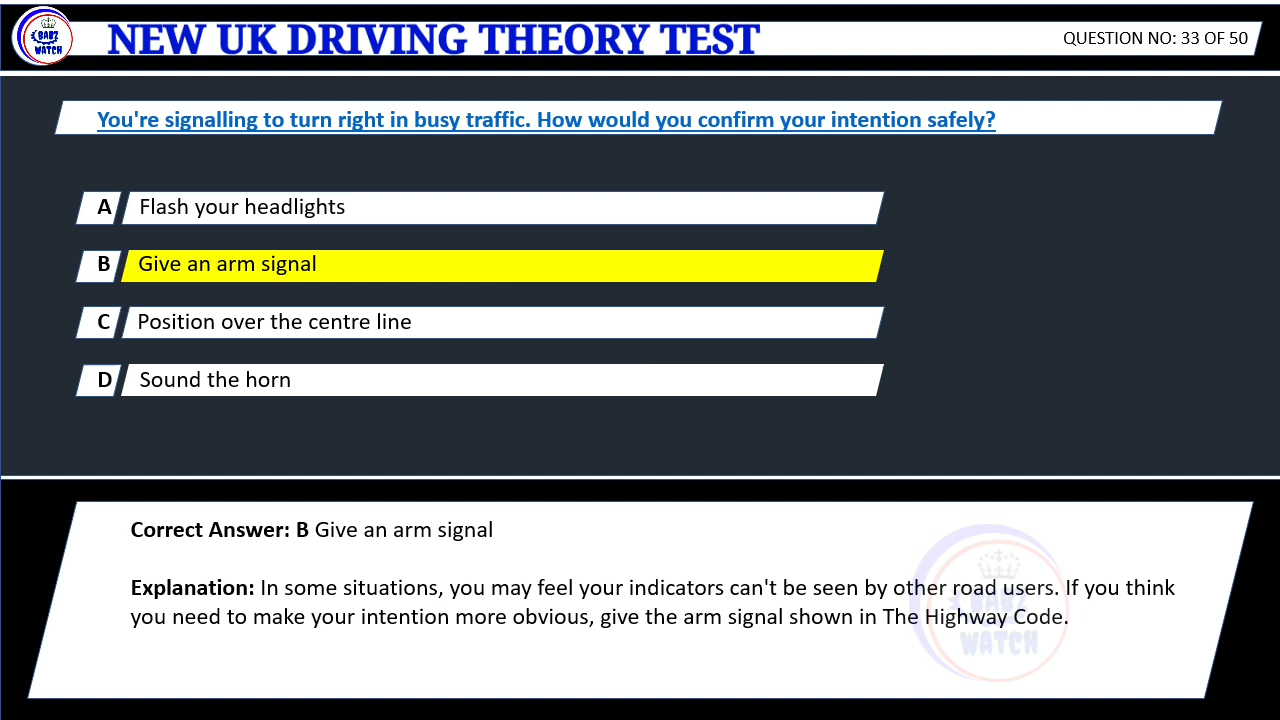 BABZ
WATCH
NEW UK DRIVING THEORY TEST
QUESTION NO: 33 OF 50
You're signalling to turn right in busy traffic. How would you confirm your intention safely?
A Flash your headlights
B Give an arm signal
C Position over the centre line
D Sound the horn
Correct Answer: B Give an arm signal
Explanation: In some situations, you may feel your indicators can't be seen by other road users. If you think
you need to make your intention more obvious, give the arm signal shown in The Highway Code.
BABZ
WATCH